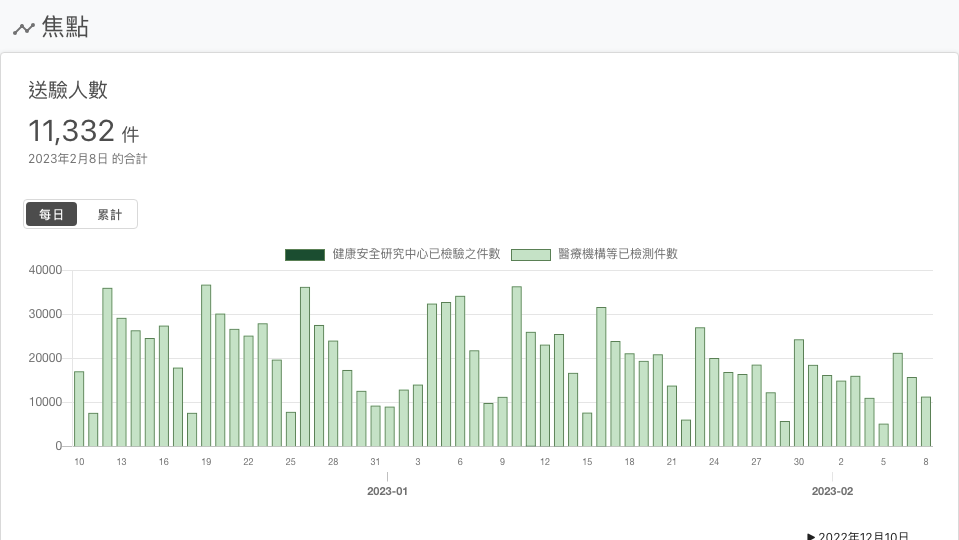 焦點
送驗人數
11,332 件
2023年2月8日 的合計
每日 累計
健康安全研究中心已檢驗之件數 醫療機構等已檢測件數
40000
30000
20000
10000
0
10 13 16 19 22 25 28 31 3 6 9 12 15 18 21 24 27 30 2 5 8
2023-01 2023-02
▶ 2022年12月10日